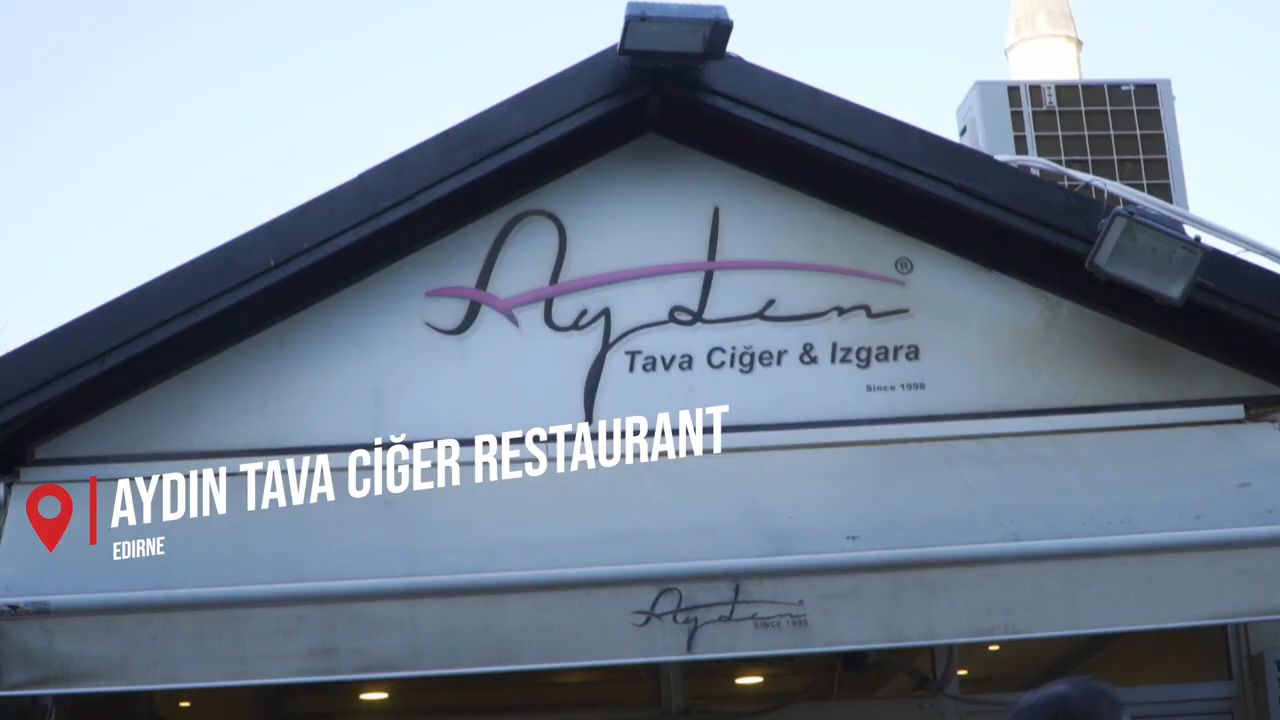 Aydın ®
Tava Ciğer & Izgara
Since 1998
AYDIN TAVA CİĞER RESTAURANT
EDIRNE
Aydın
SINCE 1998